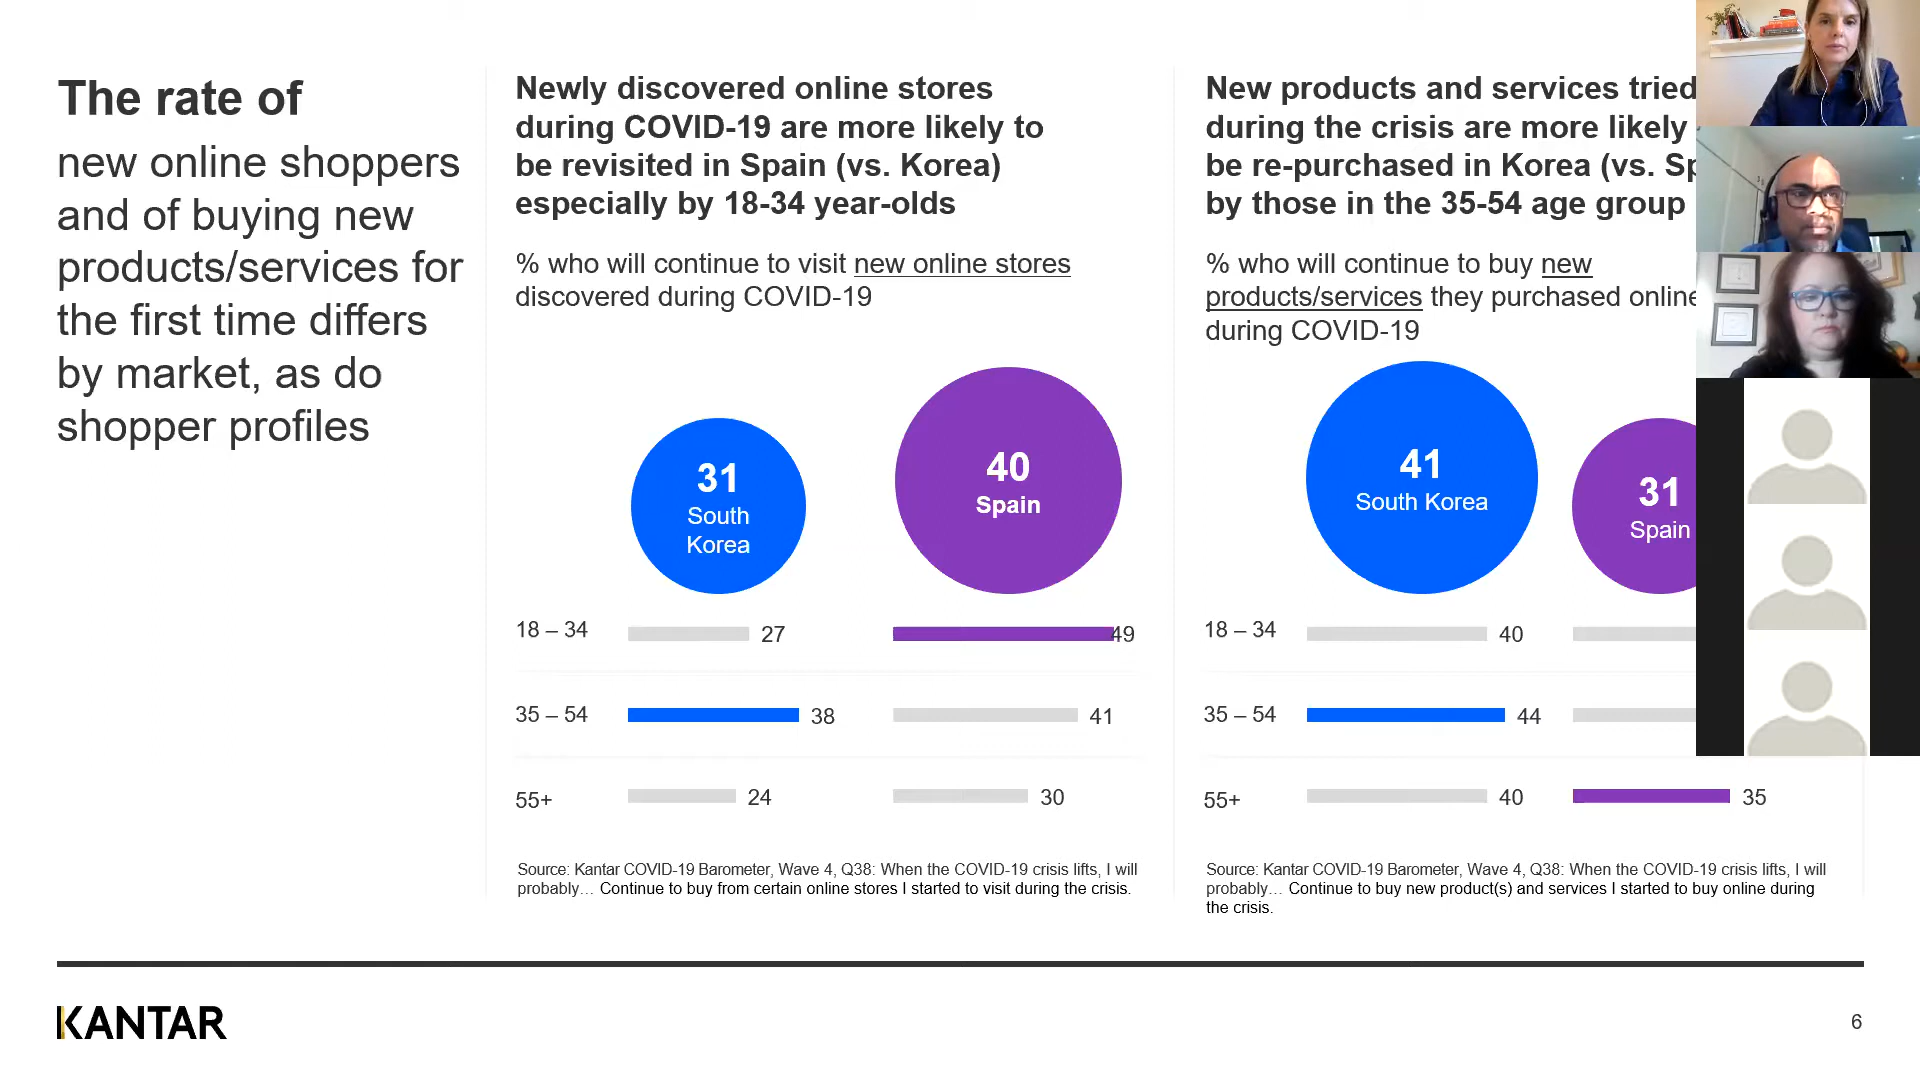 The rate of
new online shoppers
and of buying new
products/services for
the first time differs
by market, as do
shopper profiles
Newly discovered online stores
during COVID-19 are more likely to
be revisited in Spain (vs. Korea)
especially by 18-34 year-olds
% who will continue to visit new online stores
discovered during COVID-19
31
South
Korea
40
Spain
18 – 34
27
49
35 – 54
38
41
55+
24
30
Source: Kantar COVID-19 Barometer, Wave 4, Q38: When the COVID-19 crisis lifts, I will
probably… Continue to buy from certain online stores I started to visit during the crisis.
New products and services tried
during the crisis are more likely
be re-purchased in Korea (vs. Sp
by those in the 35-54 age group
% who will continue to buy new
products/services they purchased online
during COVID-19
41
South Korea
31
Spain
18 – 34
40
35 – 54
44
55+
40
35
Source: Kantar COVID-19 Barometer, Wave 4, Q38: When the COVID-19 crisis lifts, I will
probably… Continue to buy new product(s) and services I started to buy online during
the crisis.
KANTAR
6